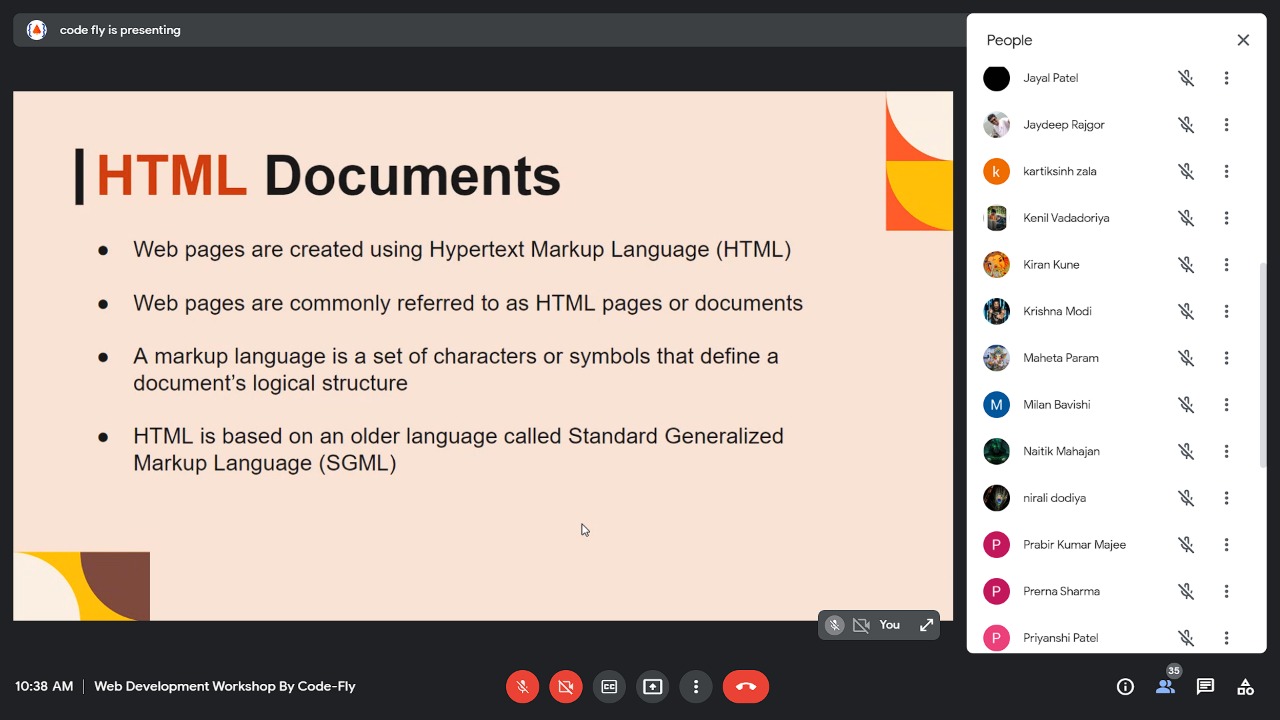 code fly is presenting
HTML Documents
● Web pages are created using Hypertext Markup Language (HTML)
● Web pages are commonly referred to as HTML pages or documents
● A markup language is a set of characters or symbols that define a
document's logical structure
● HTML is based on an older language called Standard Generalized
Markup Language (SGML)
You
People
Jayal Patel
Jaydeep Rajgor
k kartiksinh zala
Kenil Vadadoriya
Kiran Kune
Krishna Modi
Maheta Param
M Milan Bavishi
Naitik Mahajan
nirali dodiya
P Prabir Kumar Majee
P Prerna Sharma
P Priyanshi Patel
10:38 AM | Web Development Workshop By Code-Fly
CC
35